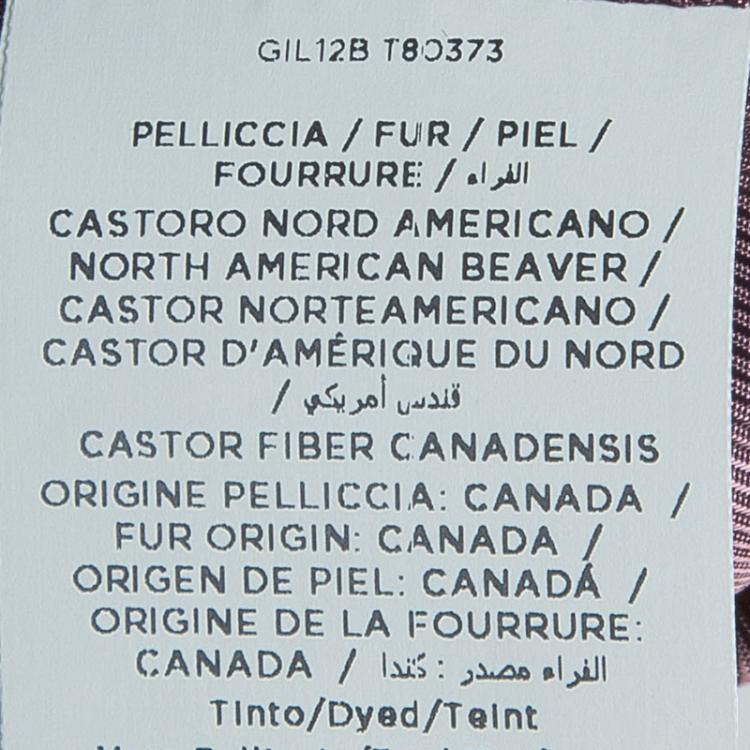 GIL12B T80373
PELLICCIA / FUR / PIEL /
FOURRURE / الفراء
CASTORO NORD AMERICANO /
NORTH AMERICAN BEAVER /
CASTOR NORTEAMERICANO /
CASTOR D'AMÉRIQUE DU NORD
/ قندس أمريكي
CASTOR FIBER CANADENSIS
ORIGINE PELLICCIA: CANADA /
FUR ORIGIN: CANADA /
ORIGEN DE PIEL: CANADÁ /
ORIGINE DE LA FOURRURE:
CANADA / الفراء مصدر : كندا
Tinto/Dyed/Teint